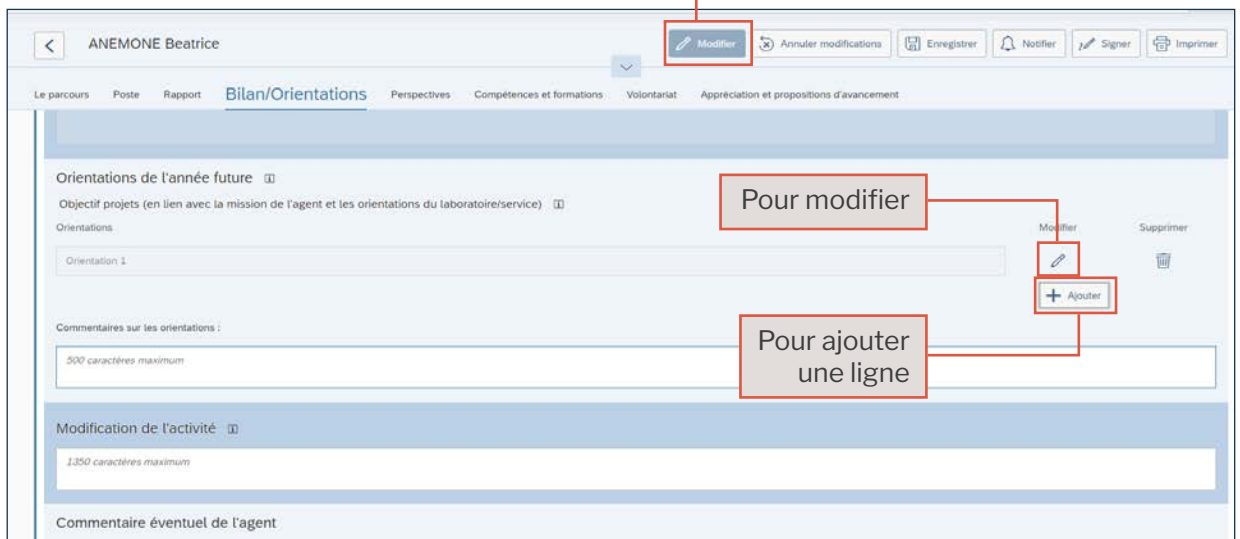 ANEMONE Beatrice
Modifier
Annuler modifications
Enregistrer
Notifier
Signer
Imprimer
Le parcours
Poste
Rapport
Bilan/Orientations
Perspectives
Compétences et formations
Volontariat
Appréciation et propositions d'avancement
Orientations de l'année future
Objectif projets (en lien avec la mission de l'agent et les orientations du laboratoire/service)
Pour modifier
Orientations
Modifier
Supprimer
Orientation 1
Ajouter
Commentaires sur les orientations :
Pour ajouter
une ligne
500 caractères maximum
Modification de l'activité
1350 caractères maximum
Commentaire éventuel de l'agent